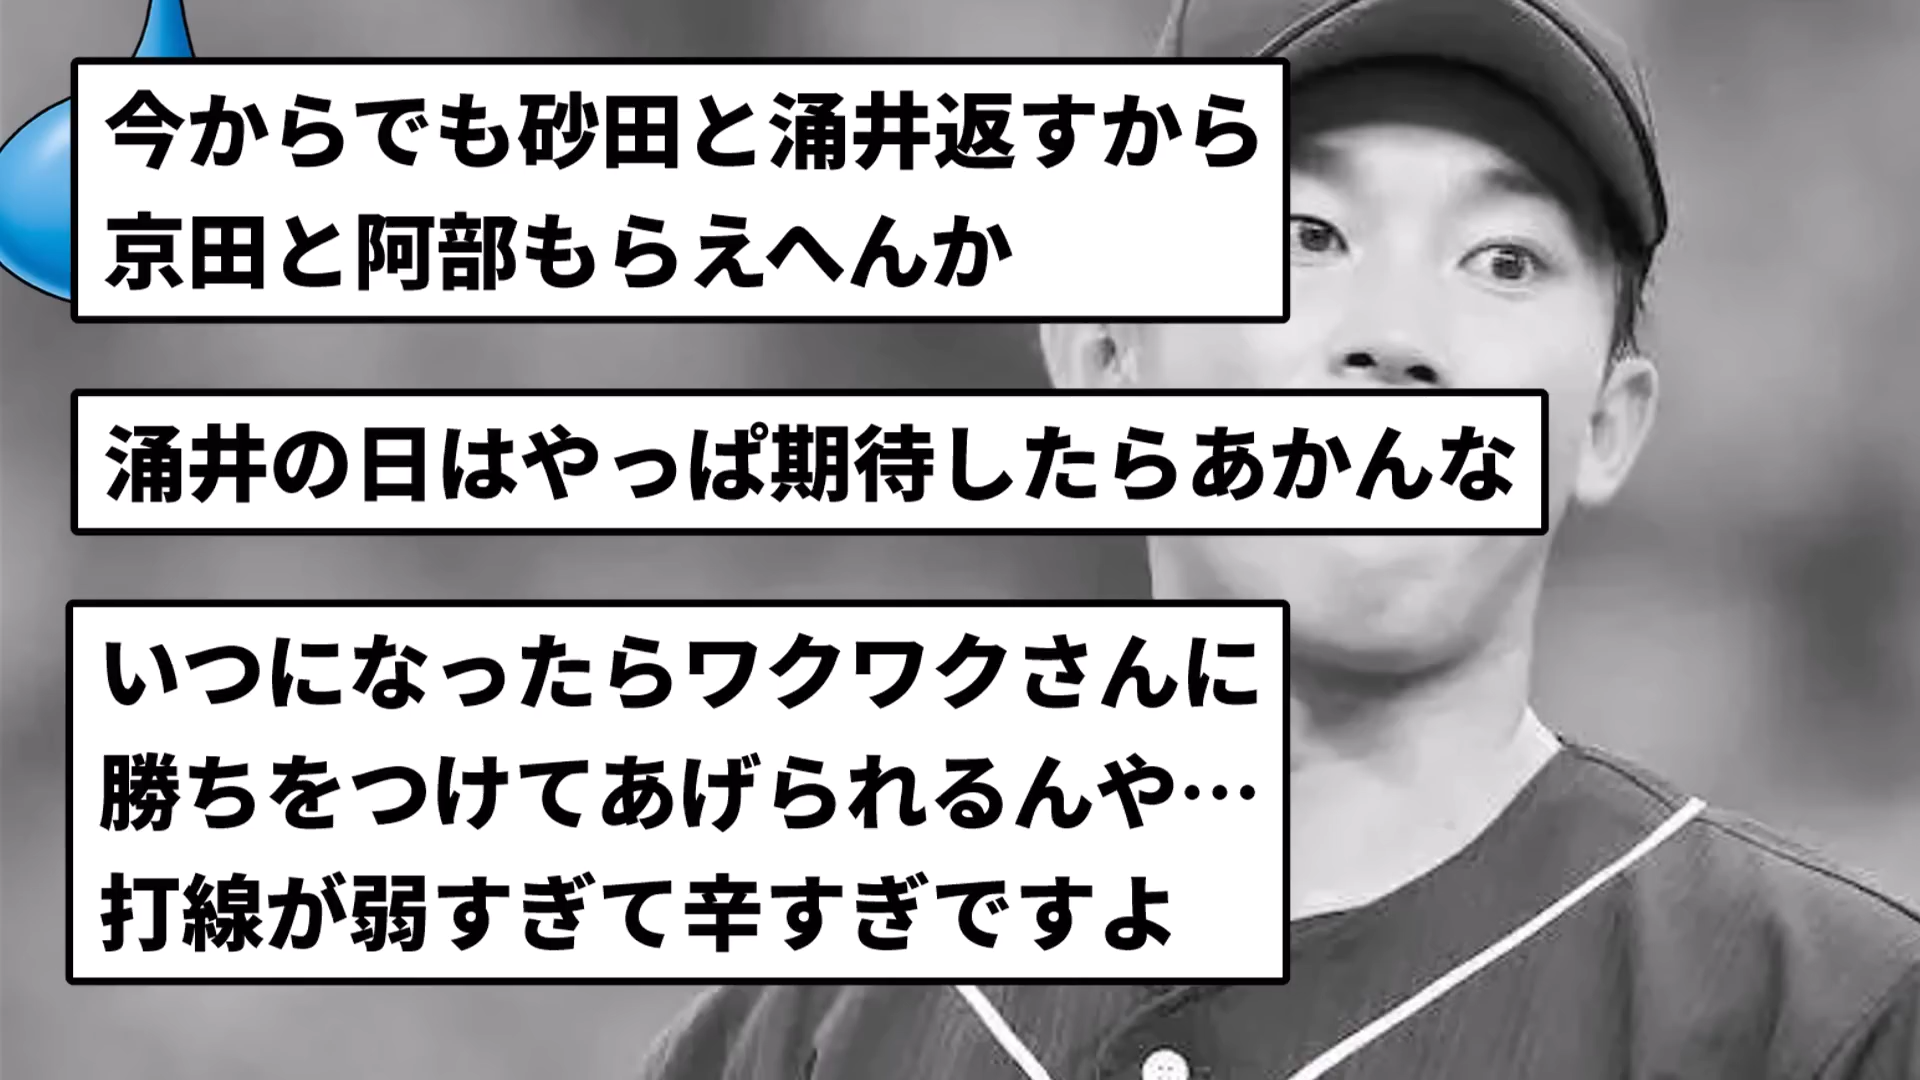 今からでも砂田と涌井返すから
京田と阿部もらえへんか
涌井の日はやっぱ期待したらあかんな
いつになったらワクワクさんに
勝ちをつけてあげられるんや…
打線が弱すぎて辛すぎですよ